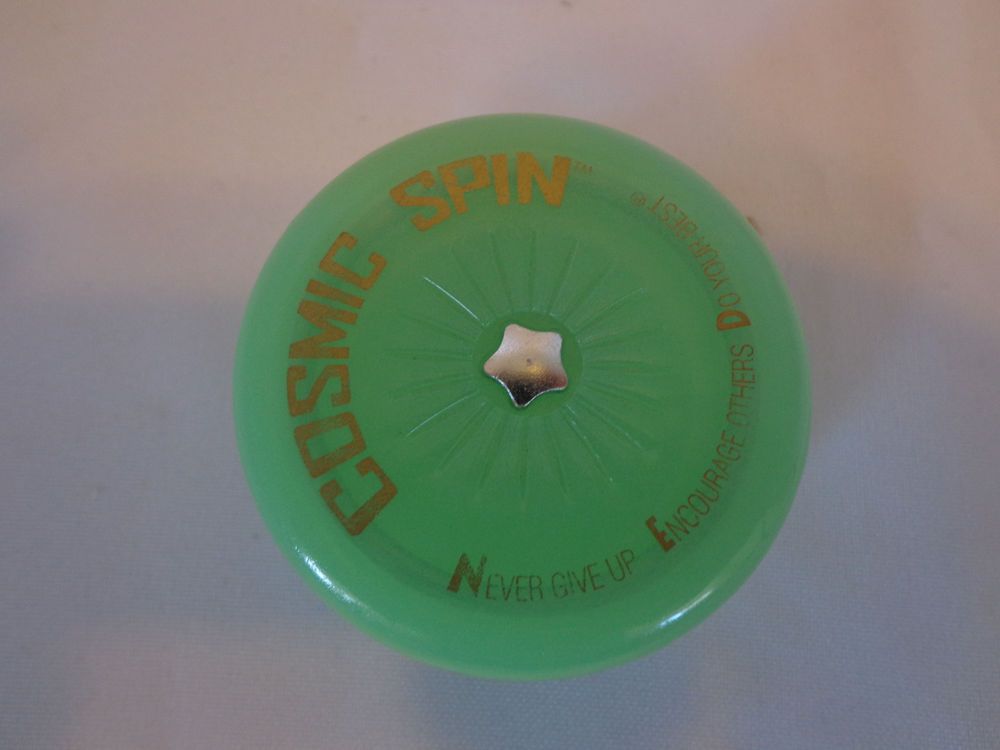 COSMIC SPIN™
NEVER GIVE UP ENCOURAGE OTHERS DO YOUR BEST®